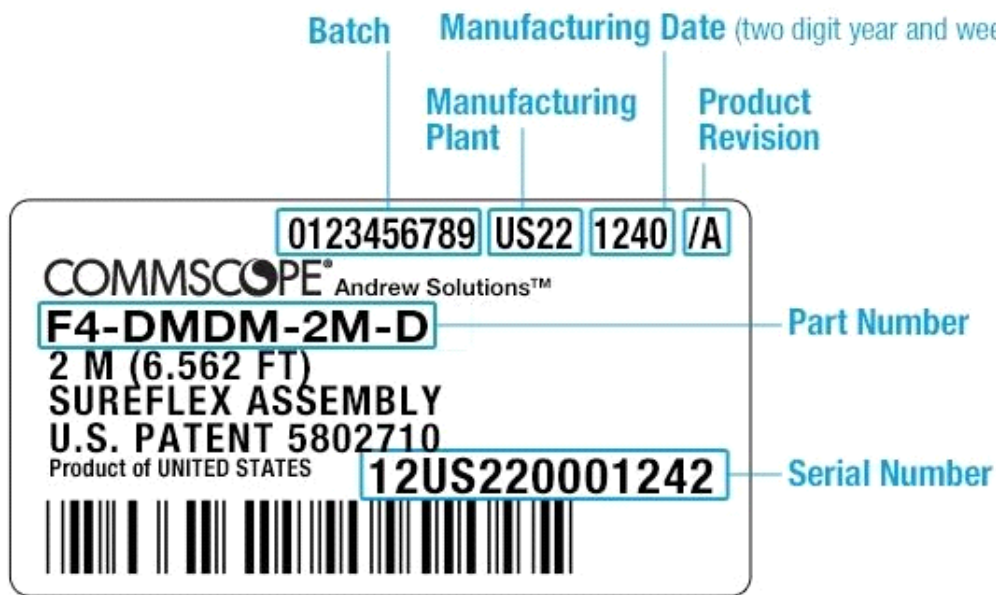 Batch
Manufacturing Date (two digit year and wee
Manufacturing
Plant
Product
Revision
0123456789 US22 1240 /A
COMMSCOPE® Andrew Solutions™
F4-DMDM-2M-D
Part Number
2 M (6.562 FT)
SUREFLEX ASSEMBLY
U.S. PATENT 5802710
Product of UNITED STATES
12US220001242
Serial Number